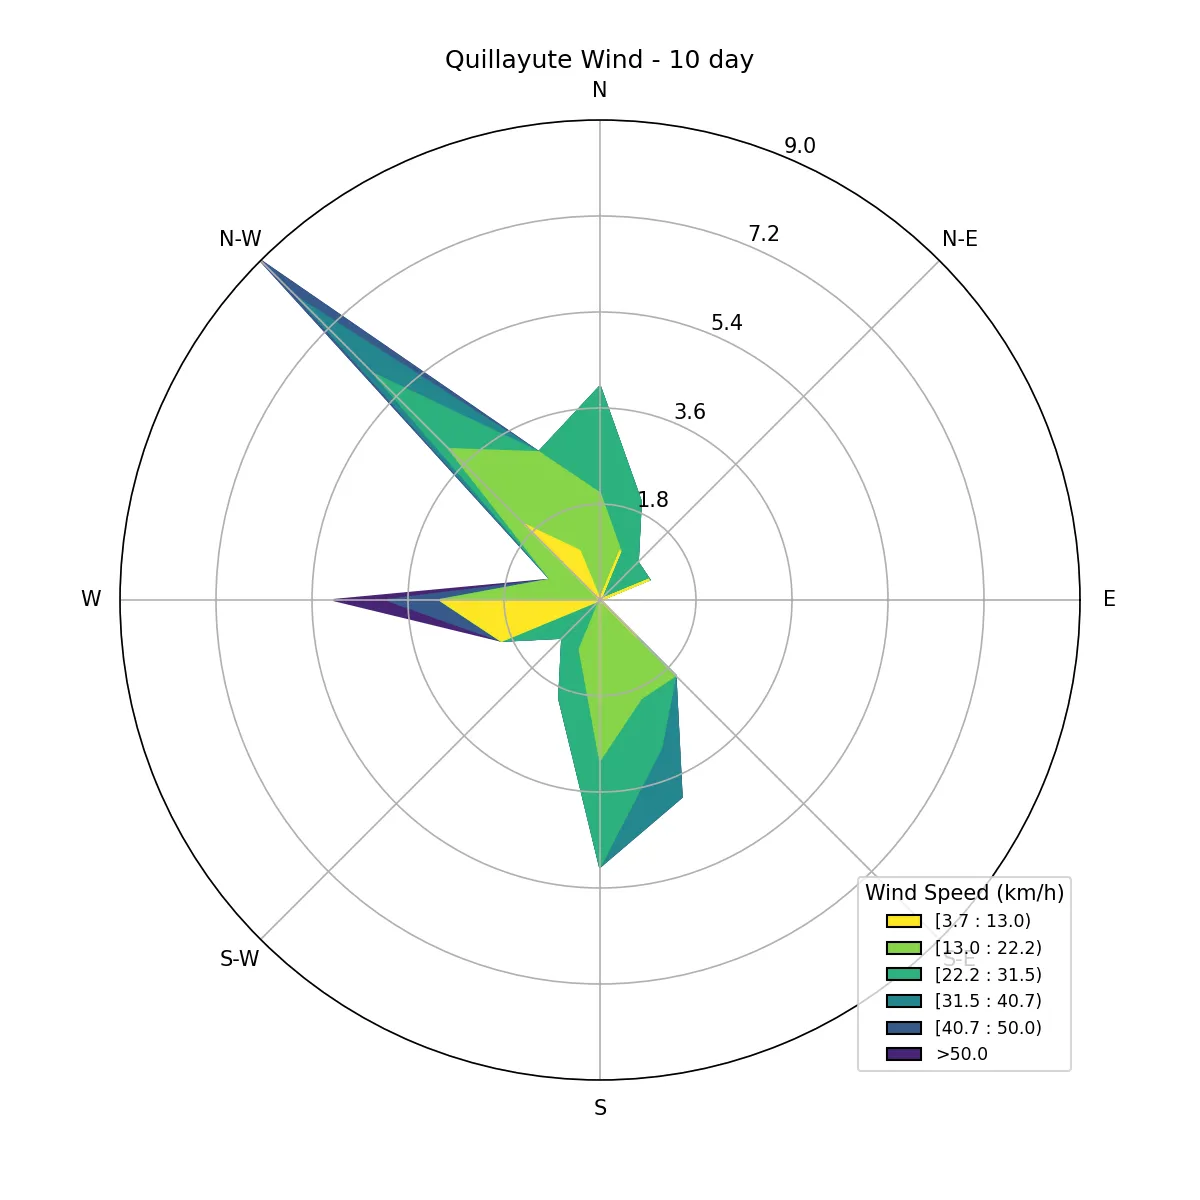 Quillayute Wind - 10 day
N
9.0
N-W
7.2
N-E
5.4
3.6
1.8
W
E
Wind Speed (km/h)
[3.7 : 13.0)
[13.0 : 22.2)
S-W
S-E
[22.2 : 31.5)
[31.5 : 40.7)
[40.7 : 50.0)
>50.0
S